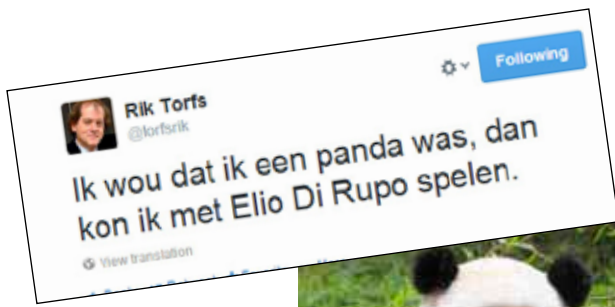 Following
Rik Torfs
@torfsrik
Ik wou dat ik een panda was, dan
kon ik met Elio Di Rupo spelen.
View translation